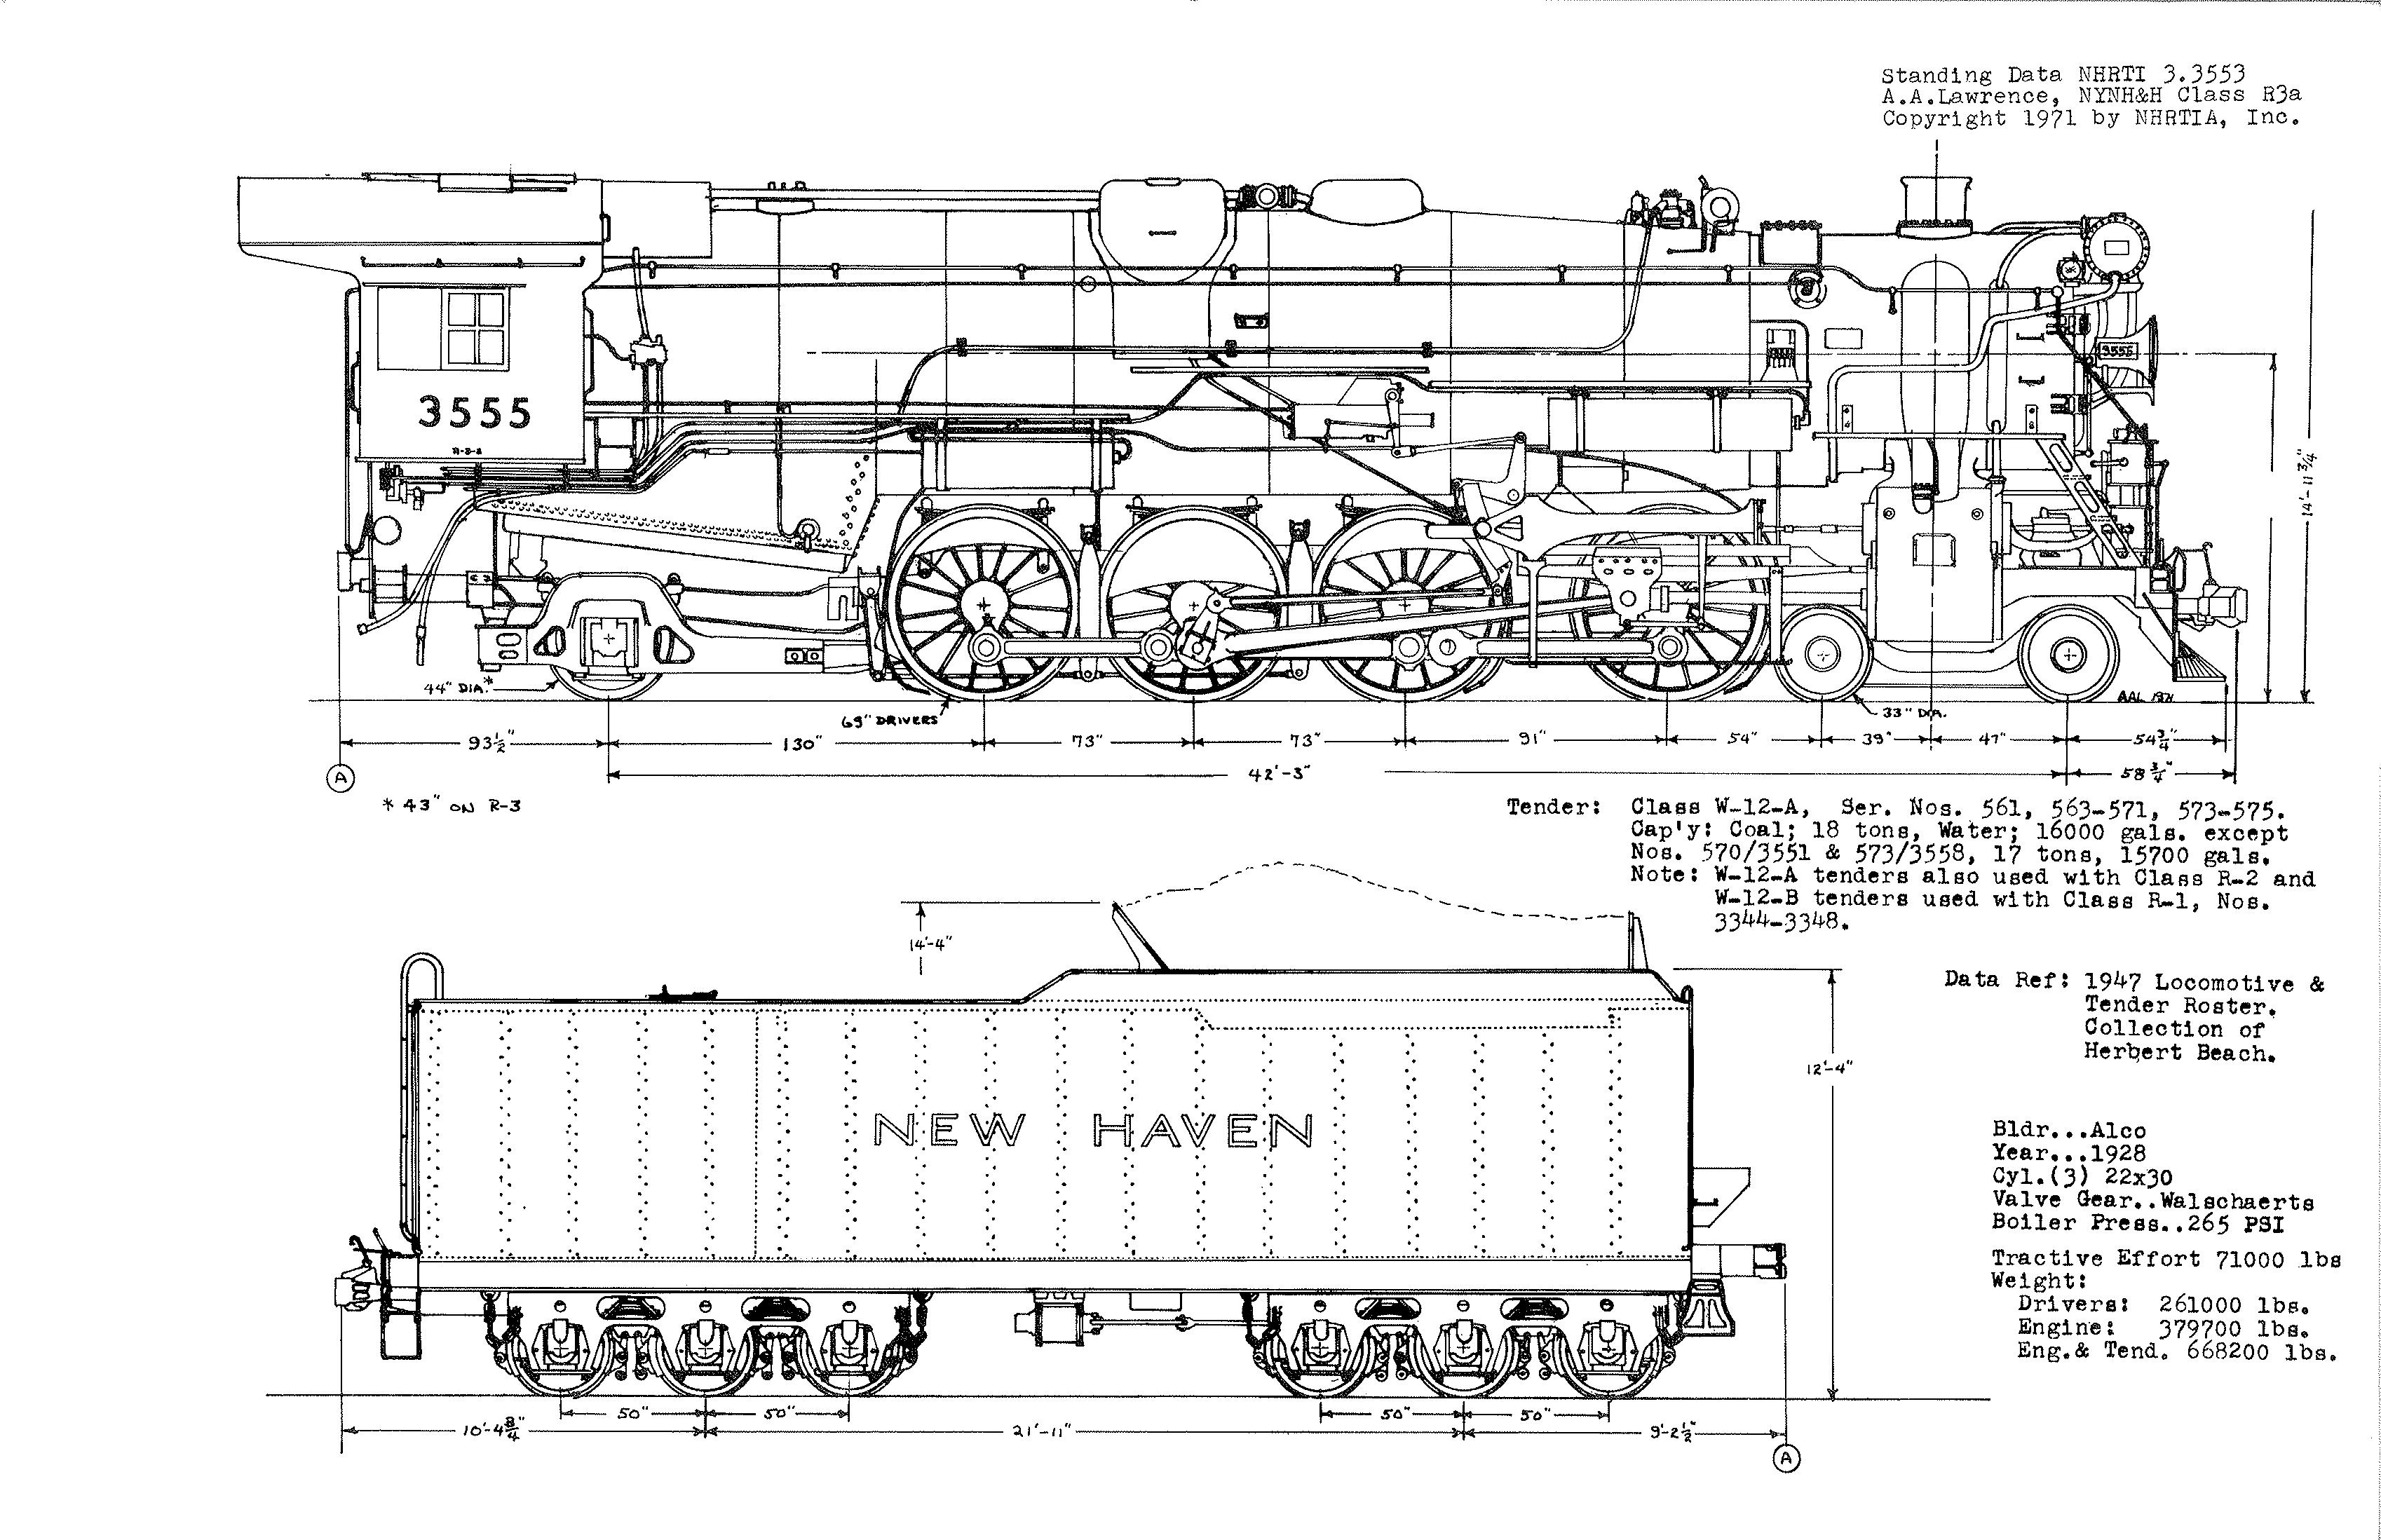 Standing Data NHRTI 3.3553
A.A.Lawrence, NYNH&H Class R3a
Copyright 1971 by NHRTIA, Inc.
3555
R-3-a
3555
14'-11 3/4"
44" DIA.*
69" DRIVERS
33" DIA.
AAL 1971
93 1/2"
130"
73"
73"
91"
54"
39"
47"
54 3/4"
A
42'-3"
58 3/4"
* 43" ON R-3
Tender: Class W-12-A, Ser. Nos. 561, 563-571, 573-575.
Cap'y: Coal; 18 tons, Water; 16000 gals. except
Nos. 570/3551 & 573/3558, 17 tons, 15700 gals.
Note: W-12-A tenders also used with Class R-2 and
W-12-B tenders used with Class R-1, Nos.
3344-3348.
14'-4"
Data Ref: 1947 Locomotive &
Tender Roster.
Collection of
Herbert Beach.
12'-4"
NEW HAVEN
Bldr...Alco
Year...1928
Cyl.(3) 22x30
Valve Gear..Walschaerts
Boiler Press..265 PSI
Tractive Effort 71000 lbs
Weight:
Drivers: 261000 lbs.
Engine: 379700 lbs.
Eng.& Tend. 668200 lbs.
50"
50"
50"
50"
10'-4 3/4"
21'-11"
9'-2 1/2"
A